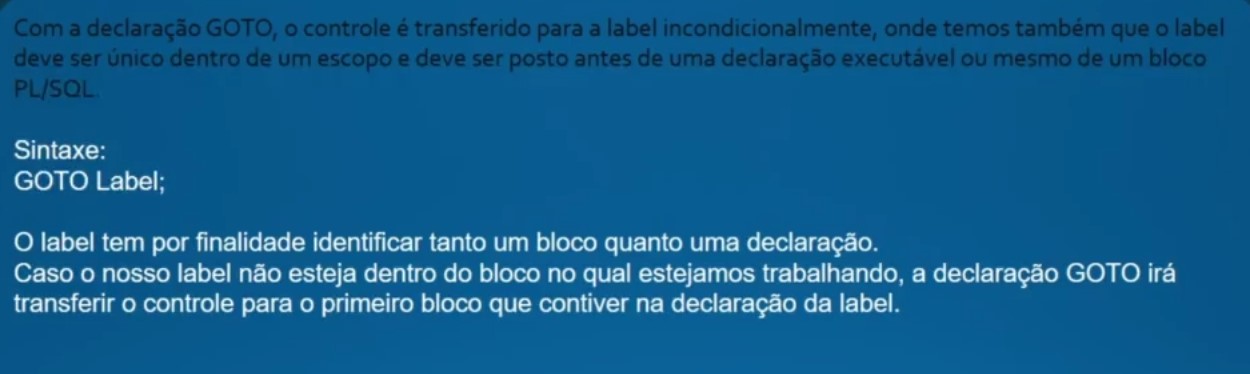 Com a declaração GOTO, o controle é transferido para a label incondicionalmente, onde temos também que o label
deve ser único dentro de um escopo e deve ser posto antes de uma declaração executável ou mesmo de um bloco
PL/SQL.
Sintaxe:
GOTO Label;
O label tem por finalidade identificar tanto um bloco quanto uma declaração.
Caso o nosso label não esteja dentro do bloco no qual estejamos trabalhando, a declaração GOTO irá
transferir o controle para o primeiro bloco que contiver na declaração da label.